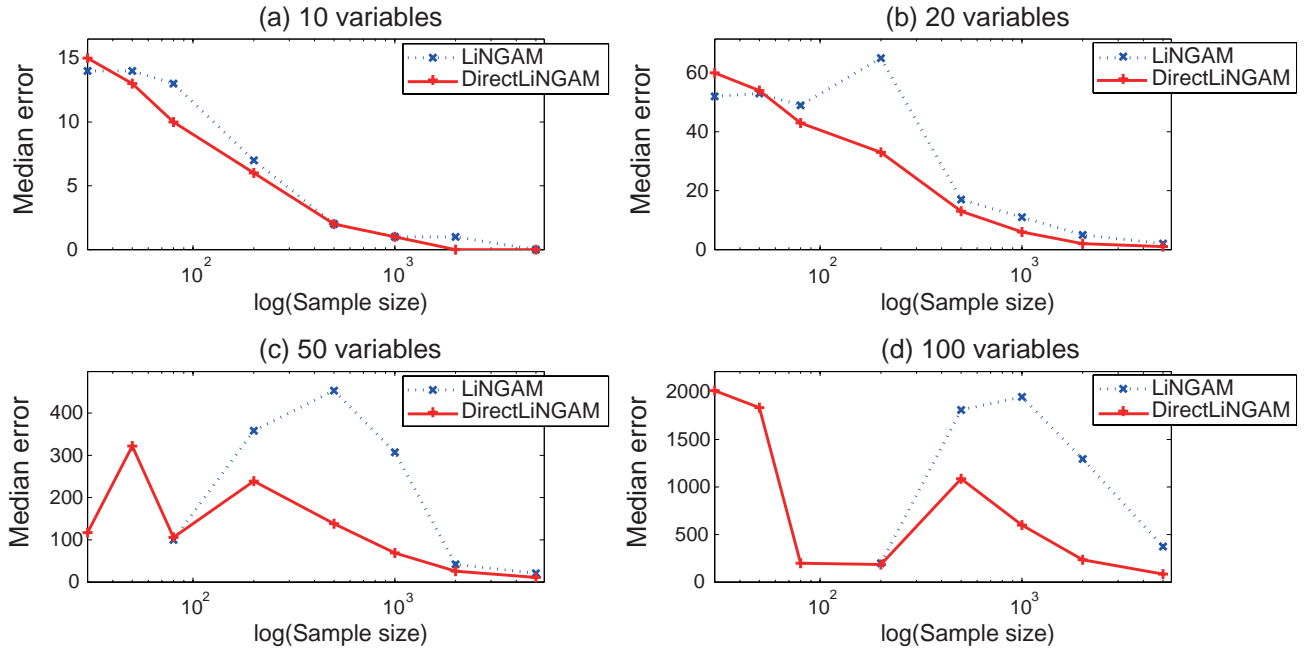 (a) 10 variables
LiNGAM
DirectLiNGAM
15
10
5
0
Median error
10^2
10^3
log(Sample size)
(b) 20 variables
LiNGAM
DirectLiNGAM
60
40
20
0
Median error
10^2
10^3
log(Sample size)
(c) 50 variables
LiNGAM
DirectLiNGAM
400
300
200
100
0
Median error
10^2
10^3
log(Sample size)
(d) 100 variables
LiNGAM
DirectLiNGAM
2000
1500
1000
500
0
Median error
10^2
10^3
log(Sample size)